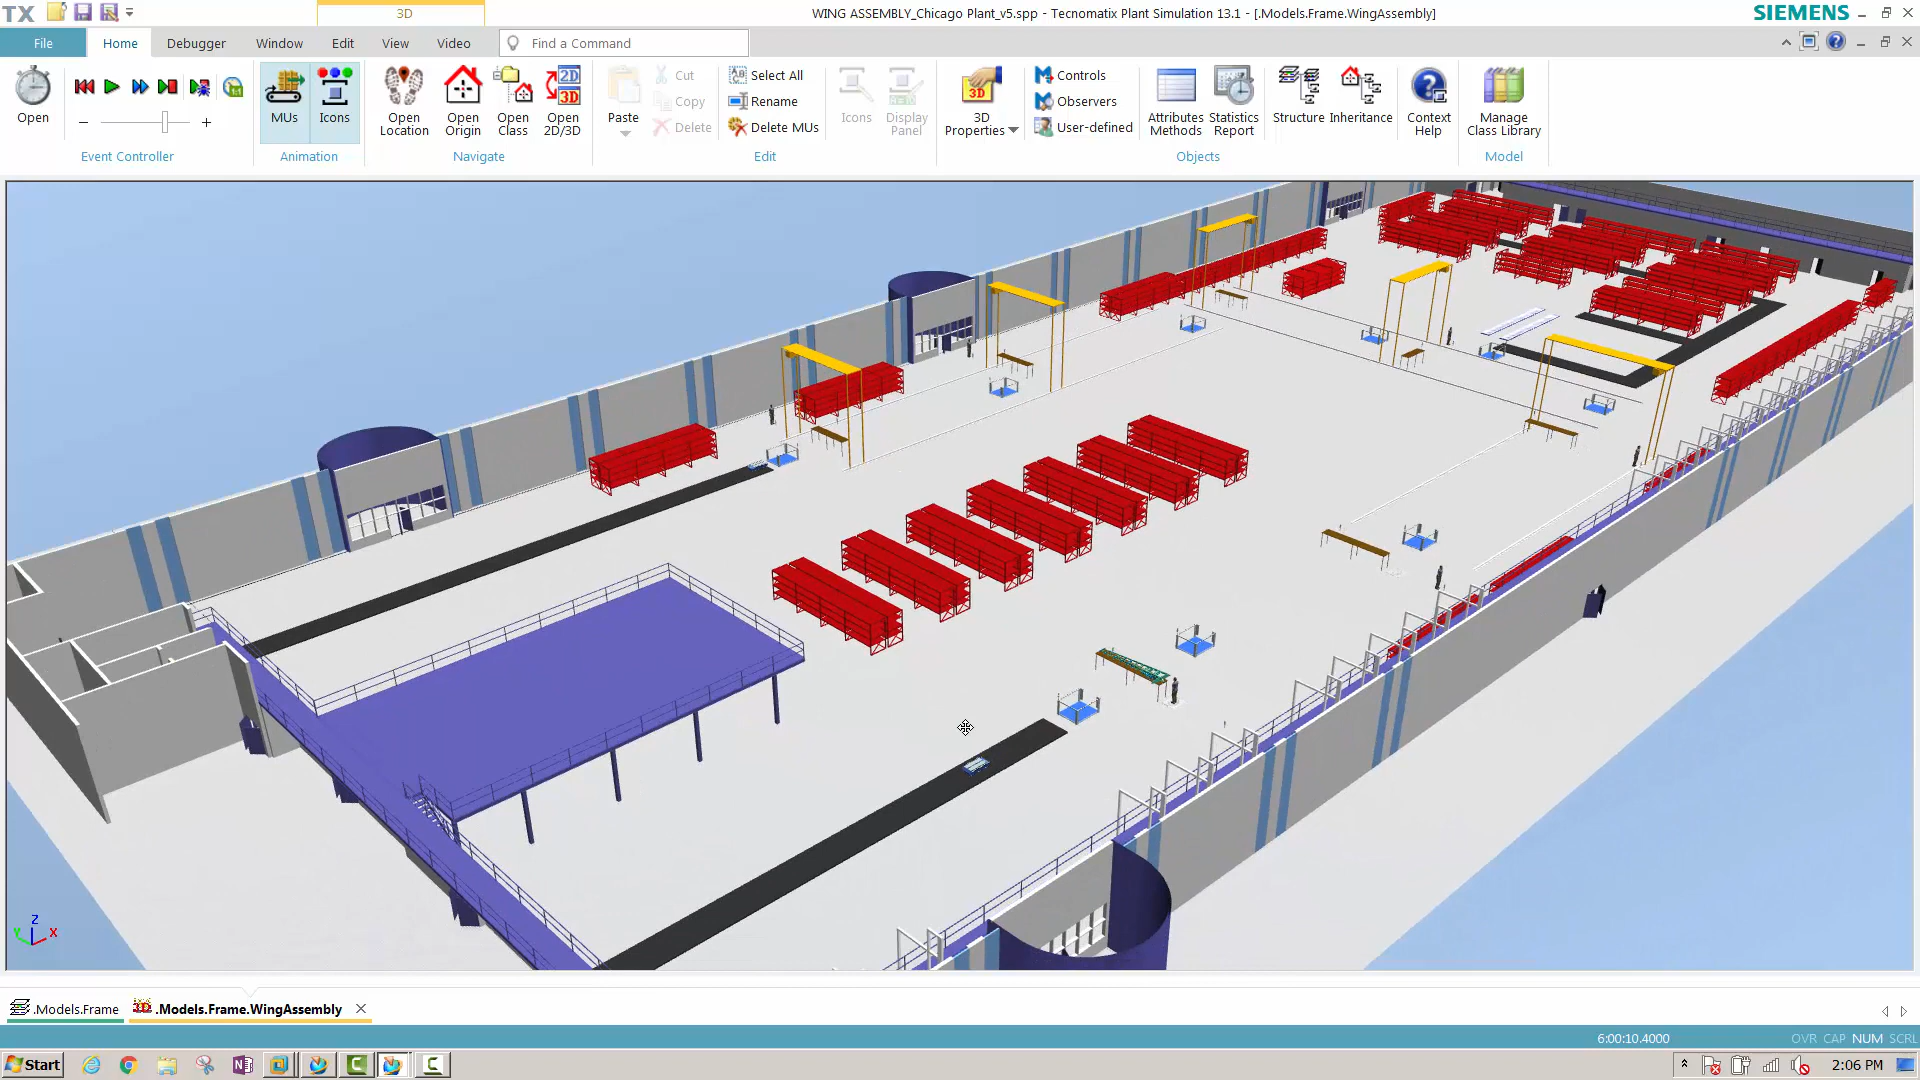 TX
3D
WING ASSEMBLY_Chicago Plant_v5.spp - Tecnomatix Plant Simulation 13.1 - [.Models.Frame.WingAssembly]
SIEMENS
File
Home
Debugger
Window
Edit
View
Video
Find a Command
Open
Event Controller
MUs
Icons
Animation
Open Location
Open Origin
Open Class
2D
3D
Open 2D/3D
Navigate
Paste
Cut
Copy
Delete
Select All
Rename
Delete MUs
Icons
Display Panel
Edit
3D
3D Properties
Controls
Observers
User-defined
Attributes Methods
Statistics Report
Structure
Inheritance
Objects
Context Help
Manage Class Library
Model
Z
Y
X
.Models.Frame
.Models.Frame.WingAssembly
6:00:10.4000
OVR
CAP
NUM
SCRL
Start
2:06 PM